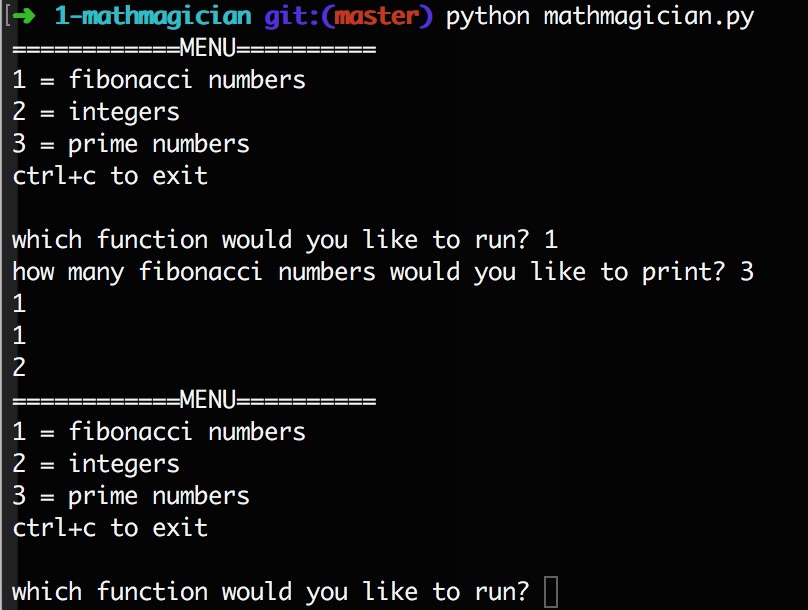 ➜ 1-mathmagician git:(master) python mathmagician.py
============MENU==========
1 = fibonacci numbers
2 = integers
3 = prime numbers
ctrl+c to exit
which function would you like to run? 1
how many fibonacci numbers would you like to print? 3
1
1
2
============MENU==========
1 = fibonacci numbers
2 = integers
3 = prime numbers
ctrl+c to exit
which function would you like to run?